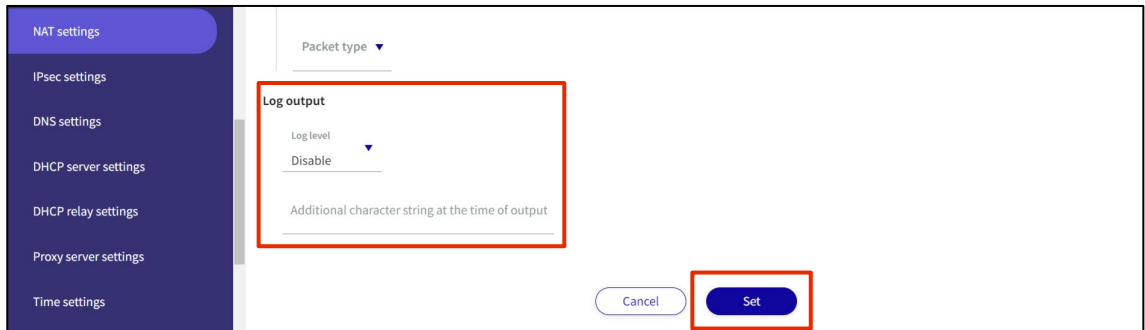 NAT settings
IPsec settings
DNS settings
DHCP server settings
DHCP relay settings
Proxy server settings
Time settings
Packet type
Log output
Log level
Disable
Additional character string at the time of output
Cancel
Set